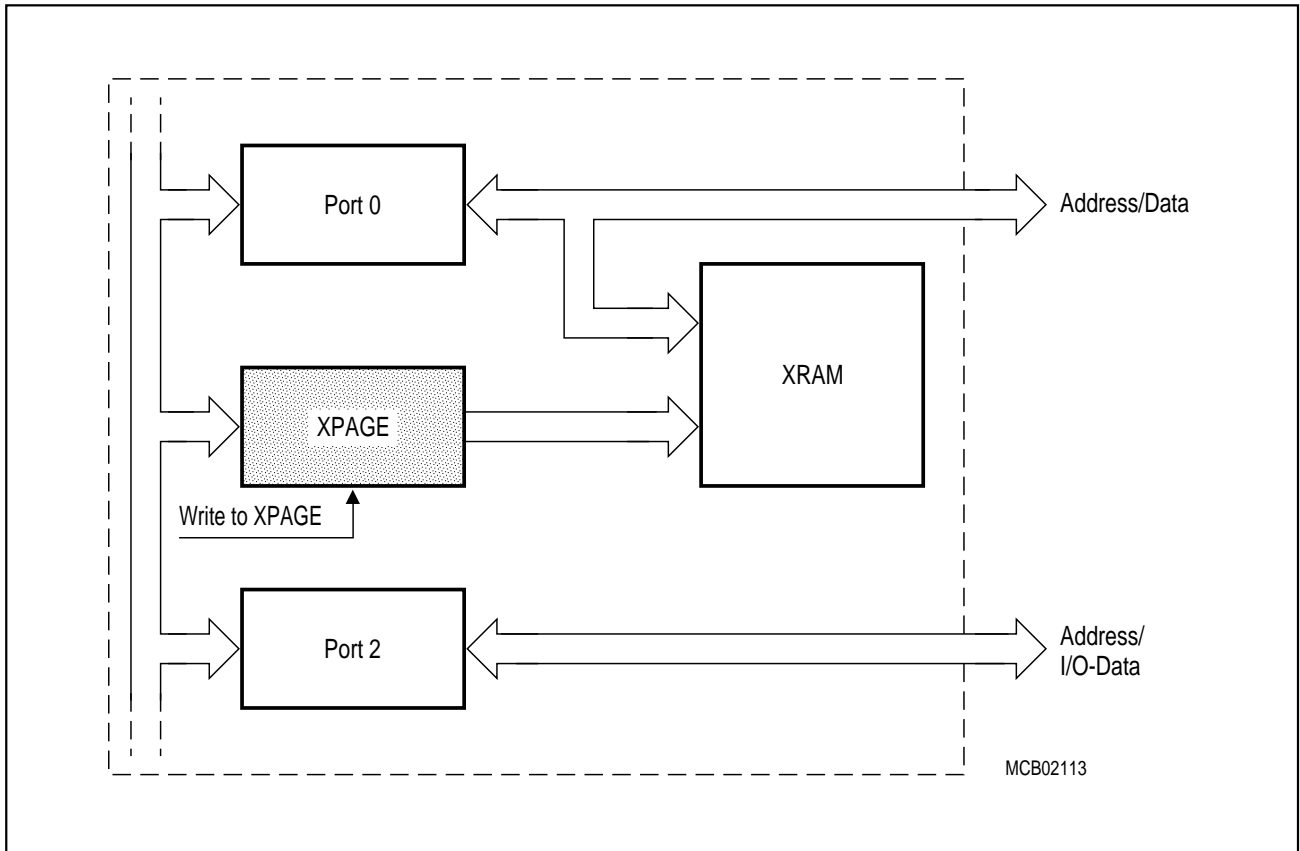 Port 0
Address/Data
XRAM
XPAGE
Write to XPAGE
Port 2
Address/
I/O-Data
MCB02113